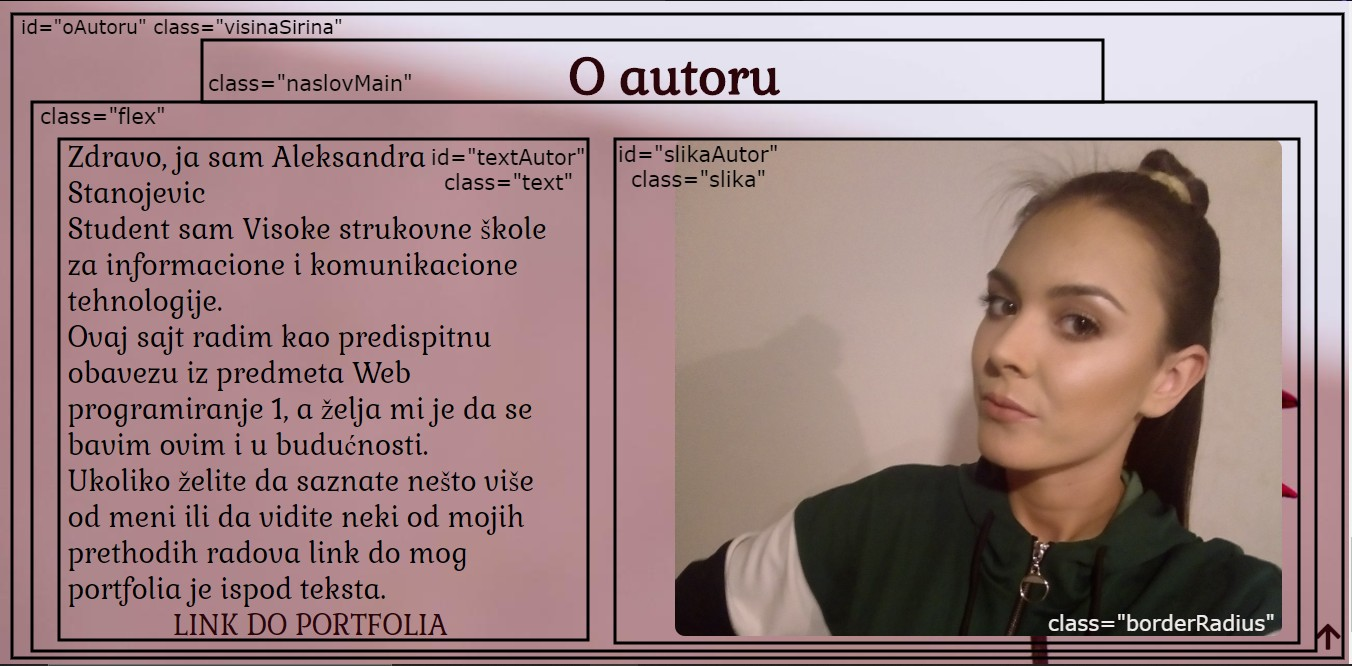 id="oAutoru" class="visinaSirina"
class="naslovMain"
O autoru
class="flex"
Zdravo, ja sam Aleksandra
Stanojevic
id="textAutor"
class="text"
Student sam Visoke strukovne škole
za informacione i komunikacione
tehnologije.
Ovaj sajt radim kao predispitnu
obavezu iz predmeta Web
programiranje 1, a želja mi je da se
bavim ovim i u budućnosti.
Ukoliko želite da saznate nešto više
od meni ili da vidite neki od mojih
prethodih radova link do mog
portfolia je ispod teksta.
LINK DO PORTFOLIA
id="slikaAutor"
class="slika"
class="borderRadius"